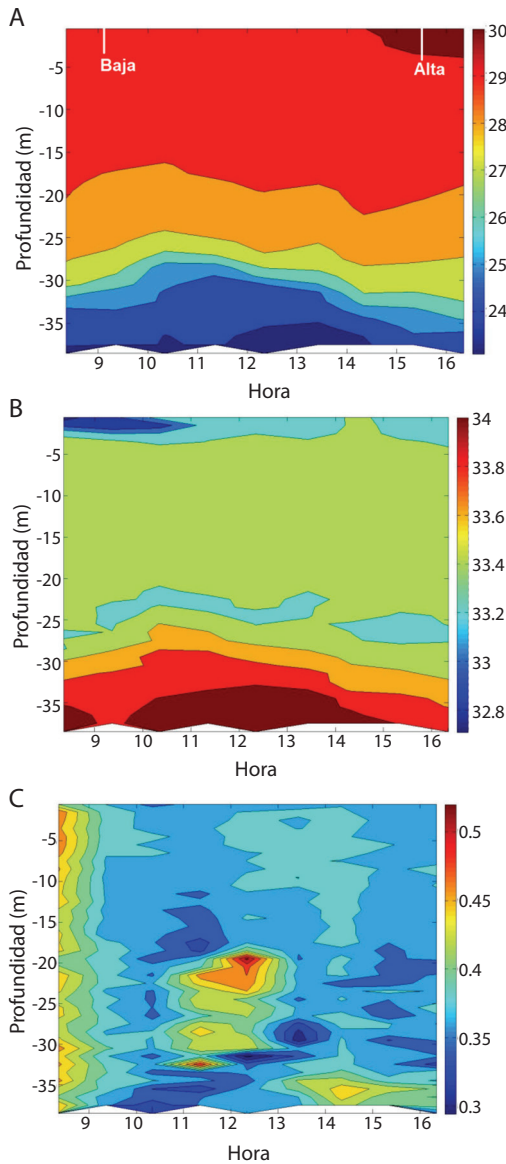 A
Baja
Alta
Profundidad (m)
-5
-10
-15
-20
-25
-30
-35
9 10 11 12 13 14 15 16
Hora
30
29
28
27
26
25
24
B
Profundidad (m)
-5
-10
-15
-20
-25
-30
-35
9 10 11 12 13 14 15 16
Hora
34
33.8
33.6
33.4
33.2
33
32.8
C
Profundidad (m)
-5
-10
-15
-20
-25
-30
-35
9 10 11 12 13 14 15 16
Hora
0.5
0.45
0.4
0.35
0.3